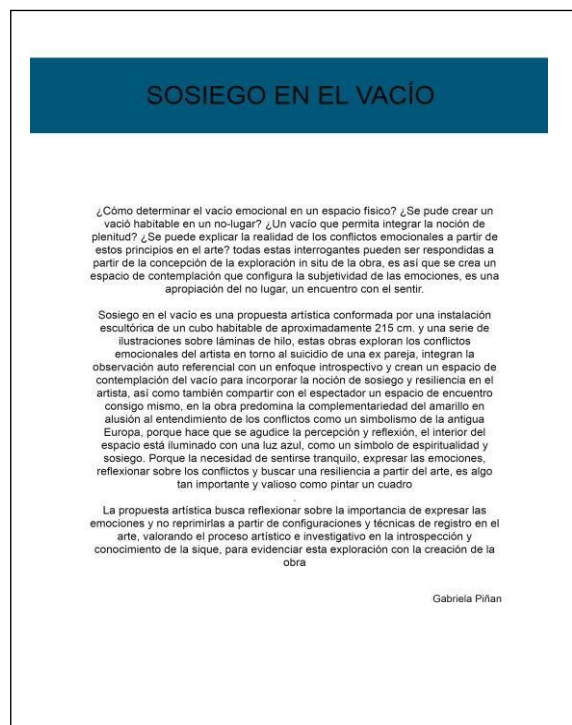 SOSIEGO EN EL VACÍO
¿Cómo determinar el vacío emocional en un espacio físico? ¿Se pude crear un
vació habitable en un no-lugar? ¿Un vacío que permita integrar la noción de
plenitud? ¿Se puede explicar la realidad de los conflictos emocionales a partir de
estos principios en el arte? todas estas interrogantes pueden ser respondidas a
partir de la concepción de la exploración in situ de la obra, es así que se crea un
espacio de contemplación que configura la subjetividad de las emociones, es una
apropiación del no lugar, un encuentro con el sentir.
Sosiego en el vacío es una propuesta artística conformada por una instalación
escultórica de un cubo habitable de aproximadamente 215 cm. y una serie de
ilustraciones sobre láminas de hilo, estas obras exploran los conflictos
emocionales del artista en torno al suicidio de una ex pareja, integran la
observación auto referencial con un enfoque introspectivo y crean un espacio de
contemplación del vacío para incorporar la noción de sosiego y resiliencia en el
artista, así como también compartir con el espectador un espacio de encuentro
consigo mismo, en la obra predomina la complementariedad del amarillo en
alusión al entendimiento de los conflictos como un simbolismo de la antigua
Europa, porque hace que se agudice la percepción y reflexión, el interior del
espacio está iluminado con una luz azul, como un símbolo de espiritualidad y
sosiego. Porque la necesidad de sentirse tranquilo, expresar las emociones,
reflexionar sobre los conflictos y buscar una resiliencia a partir del arte, es algo
tan importante y valioso como pintar un cuadro
.
La propuesta artística busca reflexionar sobre la importancia de expresar las
emociones y no reprimirlas a partir de configuraciones y técnicas de registro en el
arte, valorando el proceso artístico e investigativo en la introspección y
conocimiento de la sique, para evidenciar esta exploración con la creación de la
obra
Gabriela Piñan